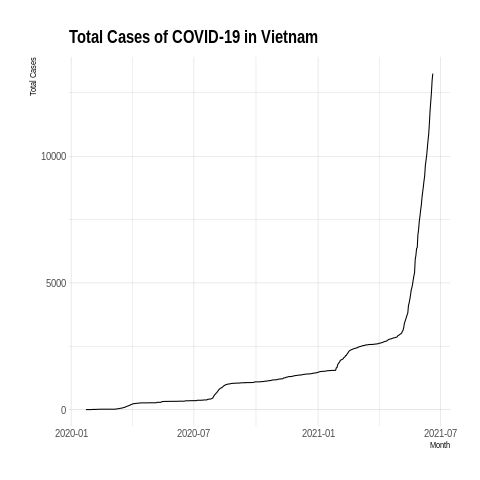 Total Cases of COVID-19 in Vietnam
Total Cases
10000
5000
0
2020-01 2020-07 2021-01 2021-07
Month